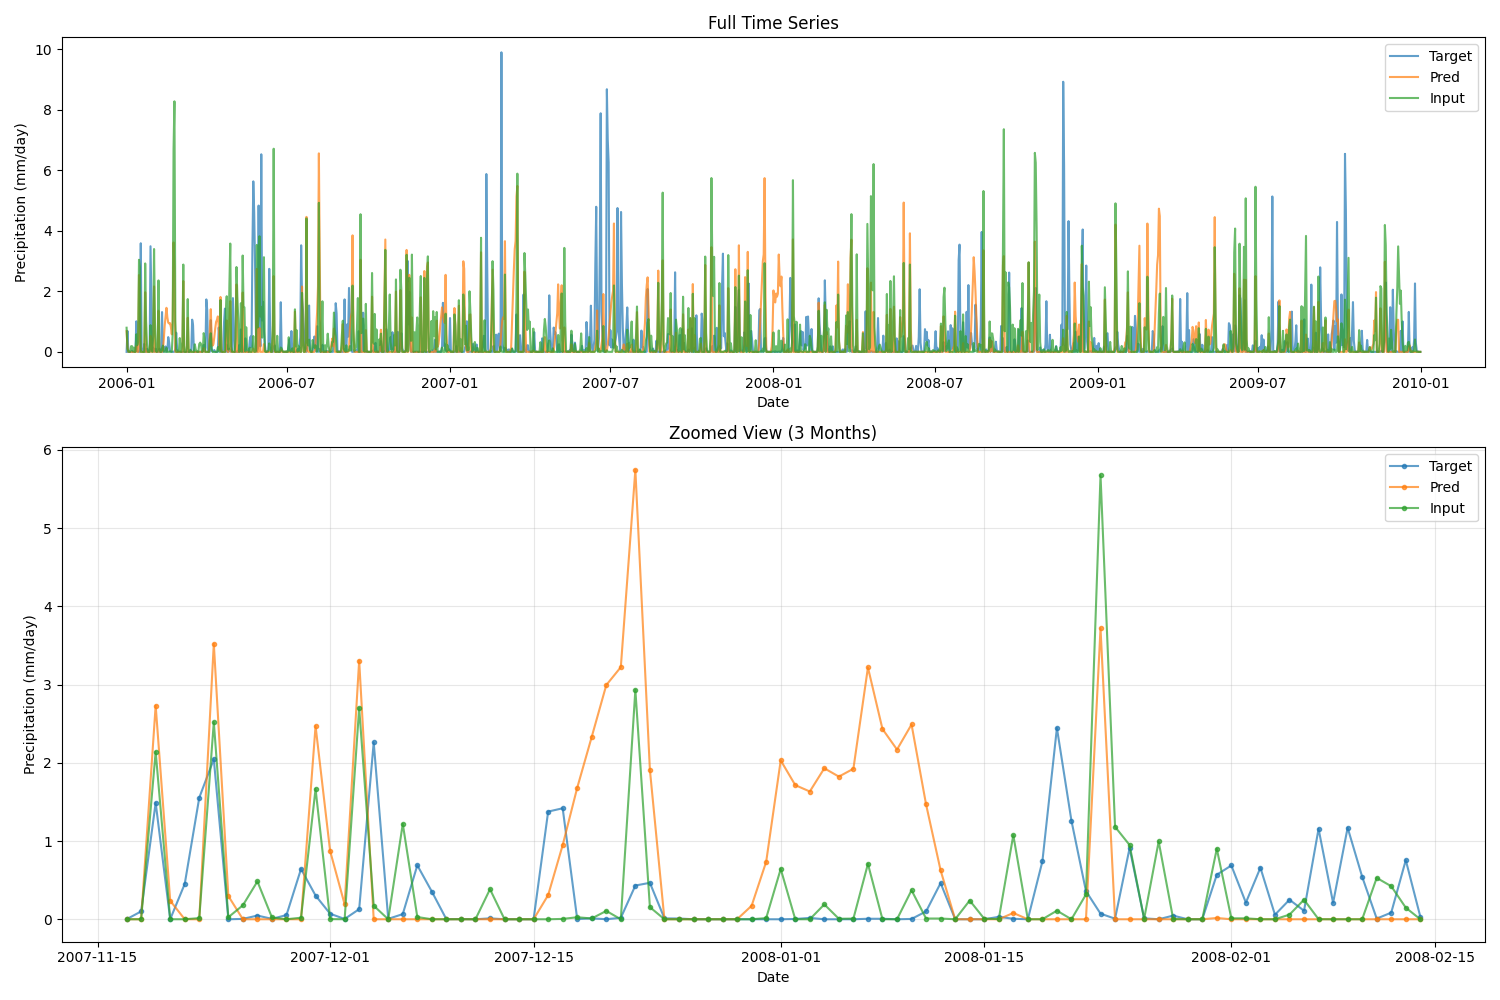 Full Time Series
Precipitation (mm/day)
10
8
6
4
2
0
Target
Pred
Input
2006-01
2006-07
2007-01
2007-07
2008-01
2008-07
2009-01
2009-07
2010-01
Date
Zoomed View (3 Months)
Precipitation (mm/day)
6
5
4
3
2
1
0
Target
Pred
Input
2007-11-15
2007-12-01
2007-12-15
2008-01-01
2008-01-15
2008-02-01
2008-02-15
Date